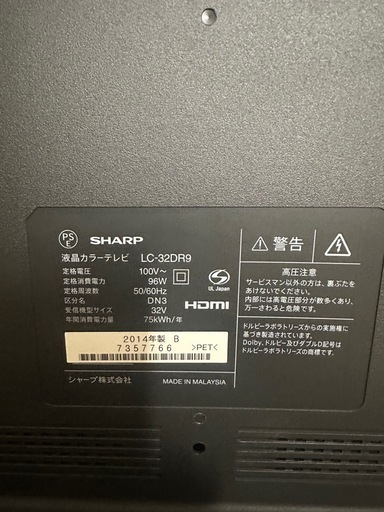 PS E
SHARP
液晶カラーテレビ LC-32DR9
定格電圧 100V~
定格消費電力 96W
定格周波数 50/60Hz
区分名 DN3
受信機型サイズ 32V
年間消費電力量 75kWh/年
UL Japan
HDMI
2014年製 B
7357766
>PET<
シャープ株式会社
MADE IN MALAYSIA
警告
高圧注意
サービスマン以外の方は、裏ぶたを
あけないでください。
内部には高電圧部分が数多くあり、
万一さわると危険です。
ドルビーラボラトリーズからの実施権に
基づき製造されています。
Dolby、ドルビー及びダブルD記号は
ドルビーラボラトリーズの商標です。